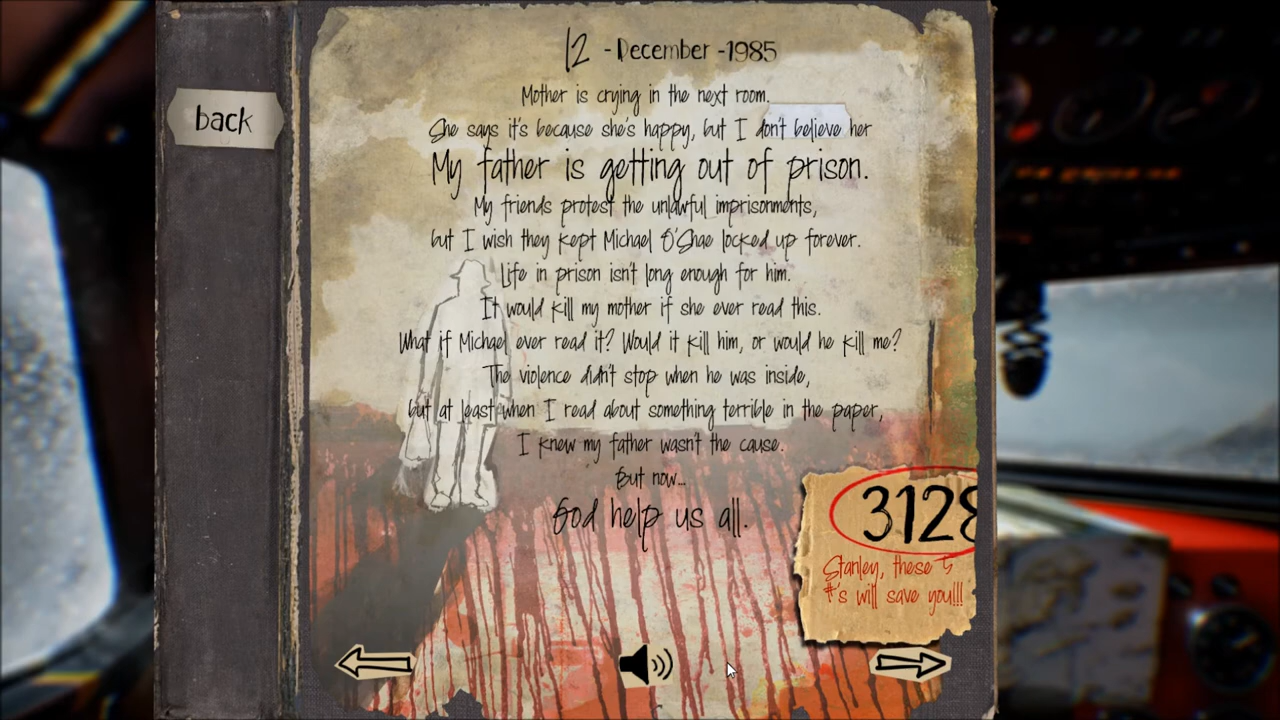 12 - December - 1985
back
Mother is crying in the next room.
She says it's because she's happy, but I don't believe her
My father is getting out of prison.
My friends protest the unlawful imprisonments,
but I wish they kept Michael O'Shae locked up forever.
Life in prison isn't long enough for him.
It would kill my mother if she ever read this.
What if Michael ever read it? Would it kill him, or would he kill me?
The violence didn't stop when he was inside,
but at least when I read about something terrible in the paper,
I knew my father wasn't the cause.
But now...
God help us all.
3128
Stanley, these 5
#'s will save you!!!